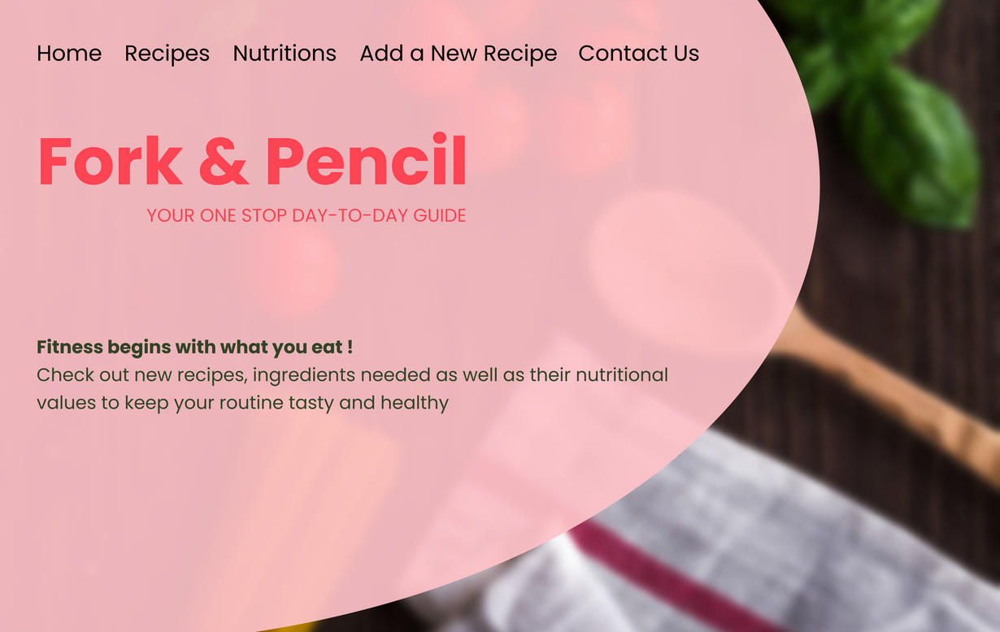 Home Recipes Nutritions Add a New Recipe Contact Us
Fork & Pencil
YOUR ONE STOP DAY-TO-DAY GUIDE
Fitness begins with what you eat !
Check out new recipes, ingredients needed as well as their nutritional
values to keep your routine tasty and healthy